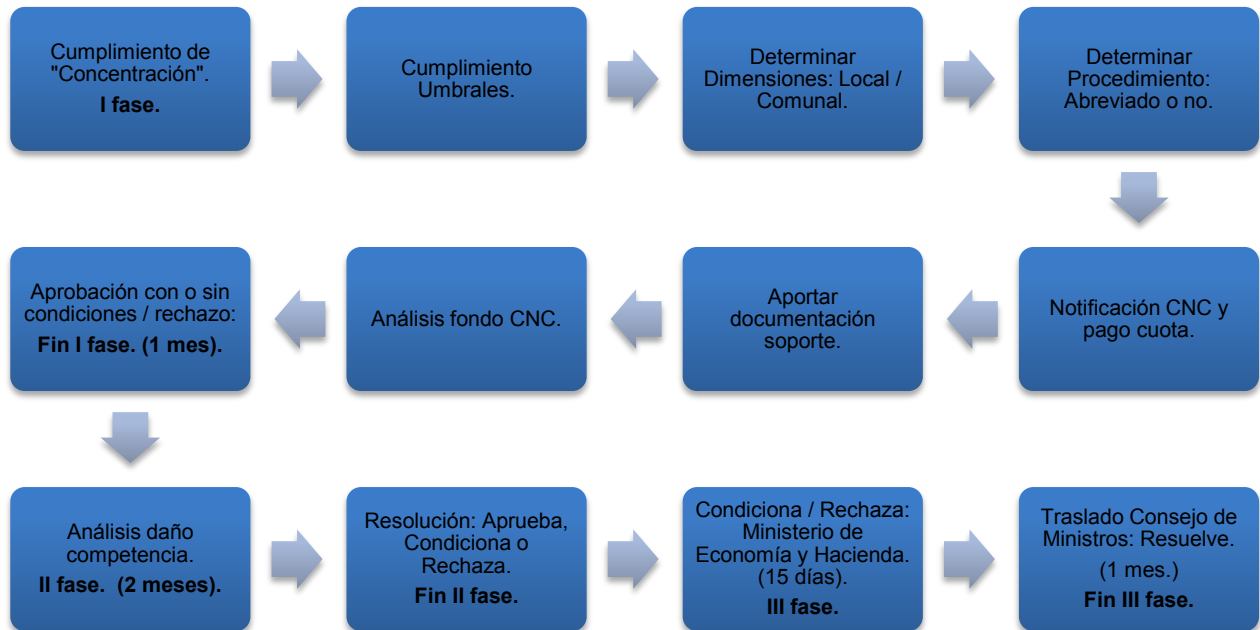 Cumplimiento de
"Concentración".
I fase.
Cumplimiento
Umbrales.
Determinar
Dimensiones: Local /
Comunal.
Determinar
Procedimiento:
Abreviado o no.
Notificación CNC y
pago cuota.
Aportar
documentación
soporte.
Análisis fondo CNC.
Aprobación con o sin
condiciones / rechazo:
Fin I fase. (1 mes).
Análisis daño
competencia.
II fase. (2 meses).
Resolución: Aprueba,
Condiciona o
Rechaza.
Fin II fase.
Condiciona / Rechaza:
Ministerio de
Economía y Hacienda.
(15 días).
III fase.
Traslado Consejo de
Ministros: Resuelve.
(1 mes.)
Fin III fase.